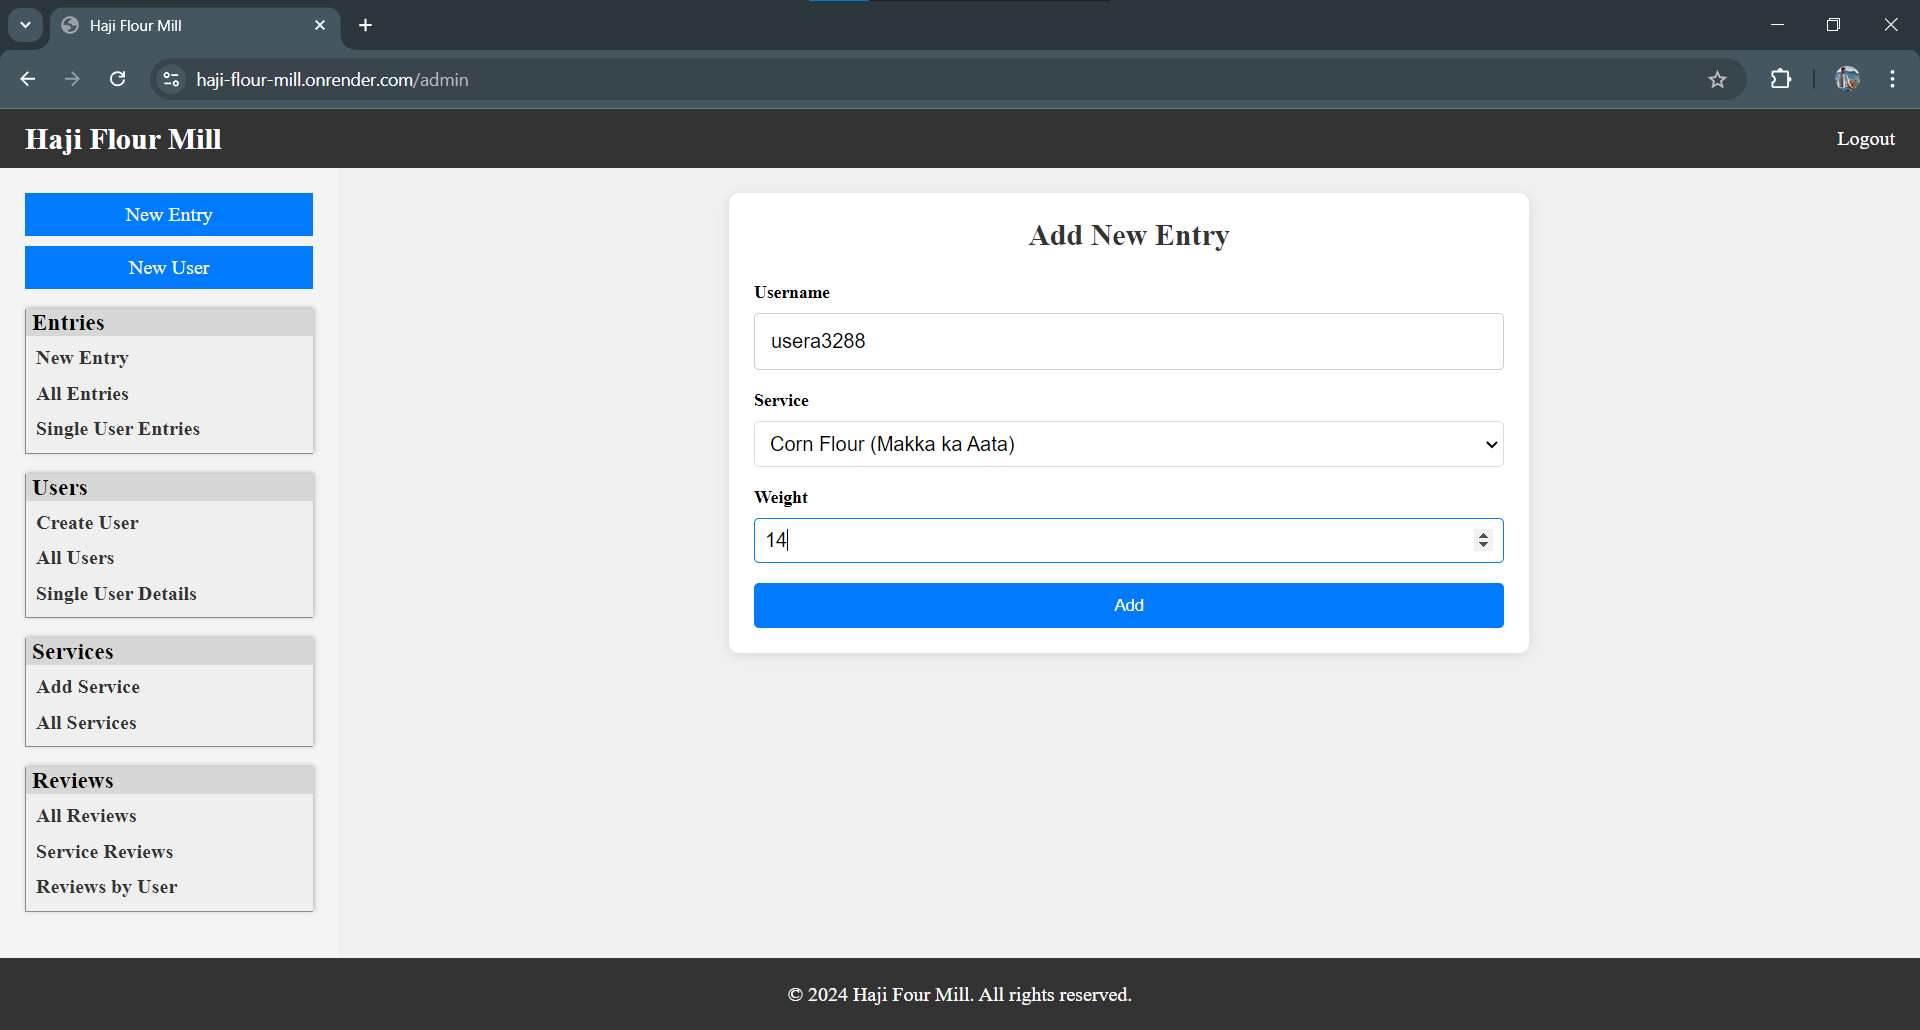 Haji Flour Mill
haji-flour-mill.onrender.com/admin
Haji Flour Mill
Logout
New Entry
New User
Entries
New Entry
All Entries
Single User Entries
Users
Create User
All Users
Single User Details
Services
Add Service
All Services
Reviews
All Reviews
Service Reviews
Reviews by User
Add New Entry
Username
usera3288
Service
Corn Flour (Makka ka Aata)
Weight
14
Add
© 2024 Haji Four Mill. All rights reserved.